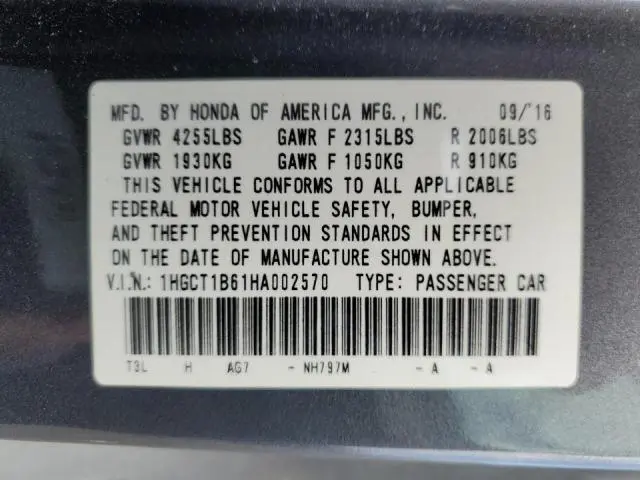 MFD. BY HONDA OF AMERICA MFG., INC. 09/'16
GVWR 4255LBS GAWR F 2315LBS R 2006LBS
GVWR 1930KG GAWR F 1050KG R 910KG
THIS VEHICLE CONFORMS TO ALL APPLICABLE
FEDERAL MOTOR VEHICLE SAFETY, BUMPER,
AND THEFT PREVENTION STANDARDS IN EFFECT
ON THE DATE OF MANUFACTURE SHOWN ABOVE.
V.I.N.: 1HGCT1B61HA002570 TYPE: PASSENGER CAR
T3L H AG7 - NH797M - A - A